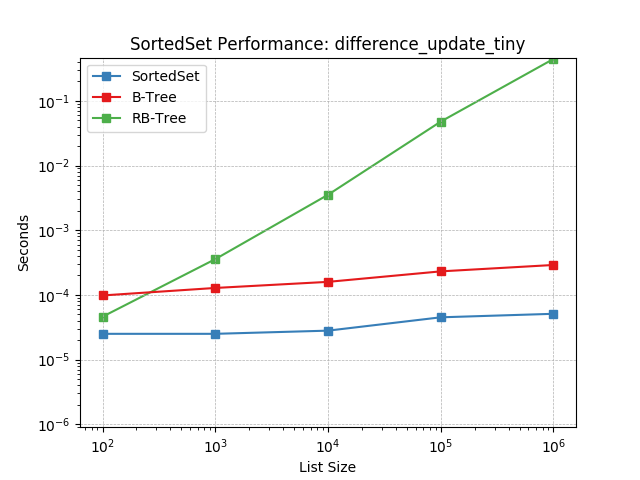 SortedSet Performance: difference_update_tiny
SortedSet
B-Tree
RB-Tree
Seconds
10⁻¹
10⁻²
10⁻³
10⁻⁴
10⁻⁵
10⁻⁶
10² 10³ 10⁴ 10⁵ 10⁶
List Size